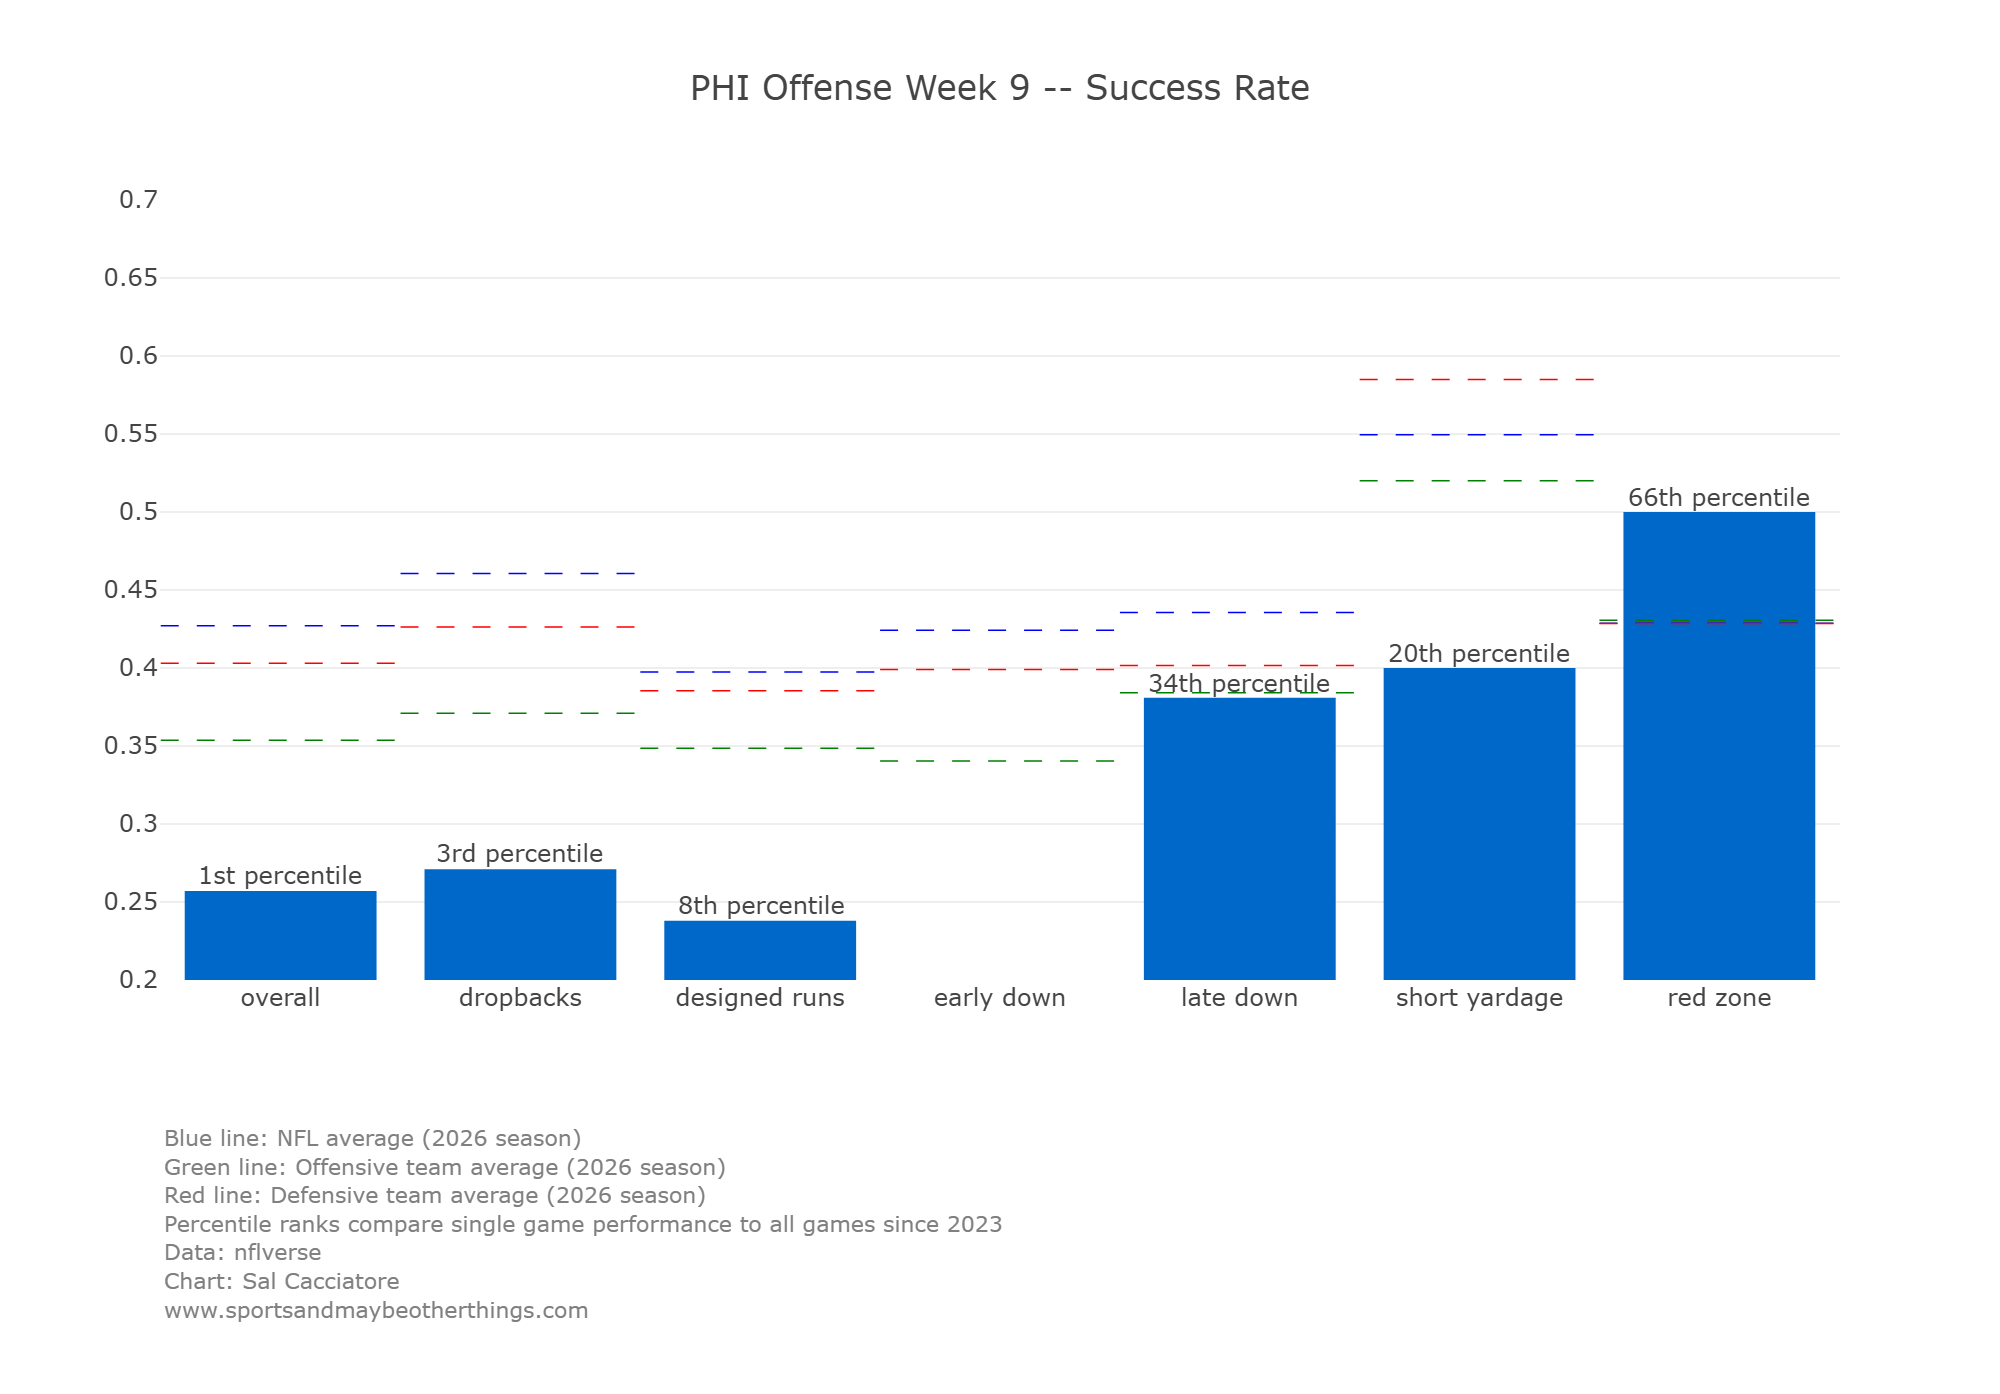 PHI Offense Week 9 -- Success Rate
0.7
0.65
0.6
0.55
0.5
0.45
0.4
0.35
0.3
0.25
0.2
1st percentile
3rd percentile
8th percentile
34th percentile
20th percentile
66th percentile
overall
dropbacks
designed runs
early down
late down
short yardage
red zone
Blue line: NFL average (2026 season)
Green line: Offensive team average (2026 season)
Red line: Defensive team average (2026 season)
Percentile ranks compare single game performance to all games since 2023
Data: nflverse
Chart: Sal Cacciatore
www.sportsandmaybeotherthings.com